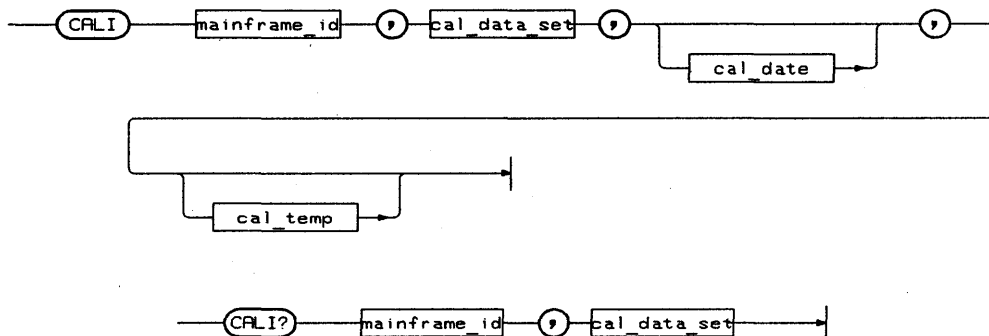 CALI mainframe_id , cal_data_set , ,
cal_date
cal_temp
CALI? mainframe_id , cal_data_set